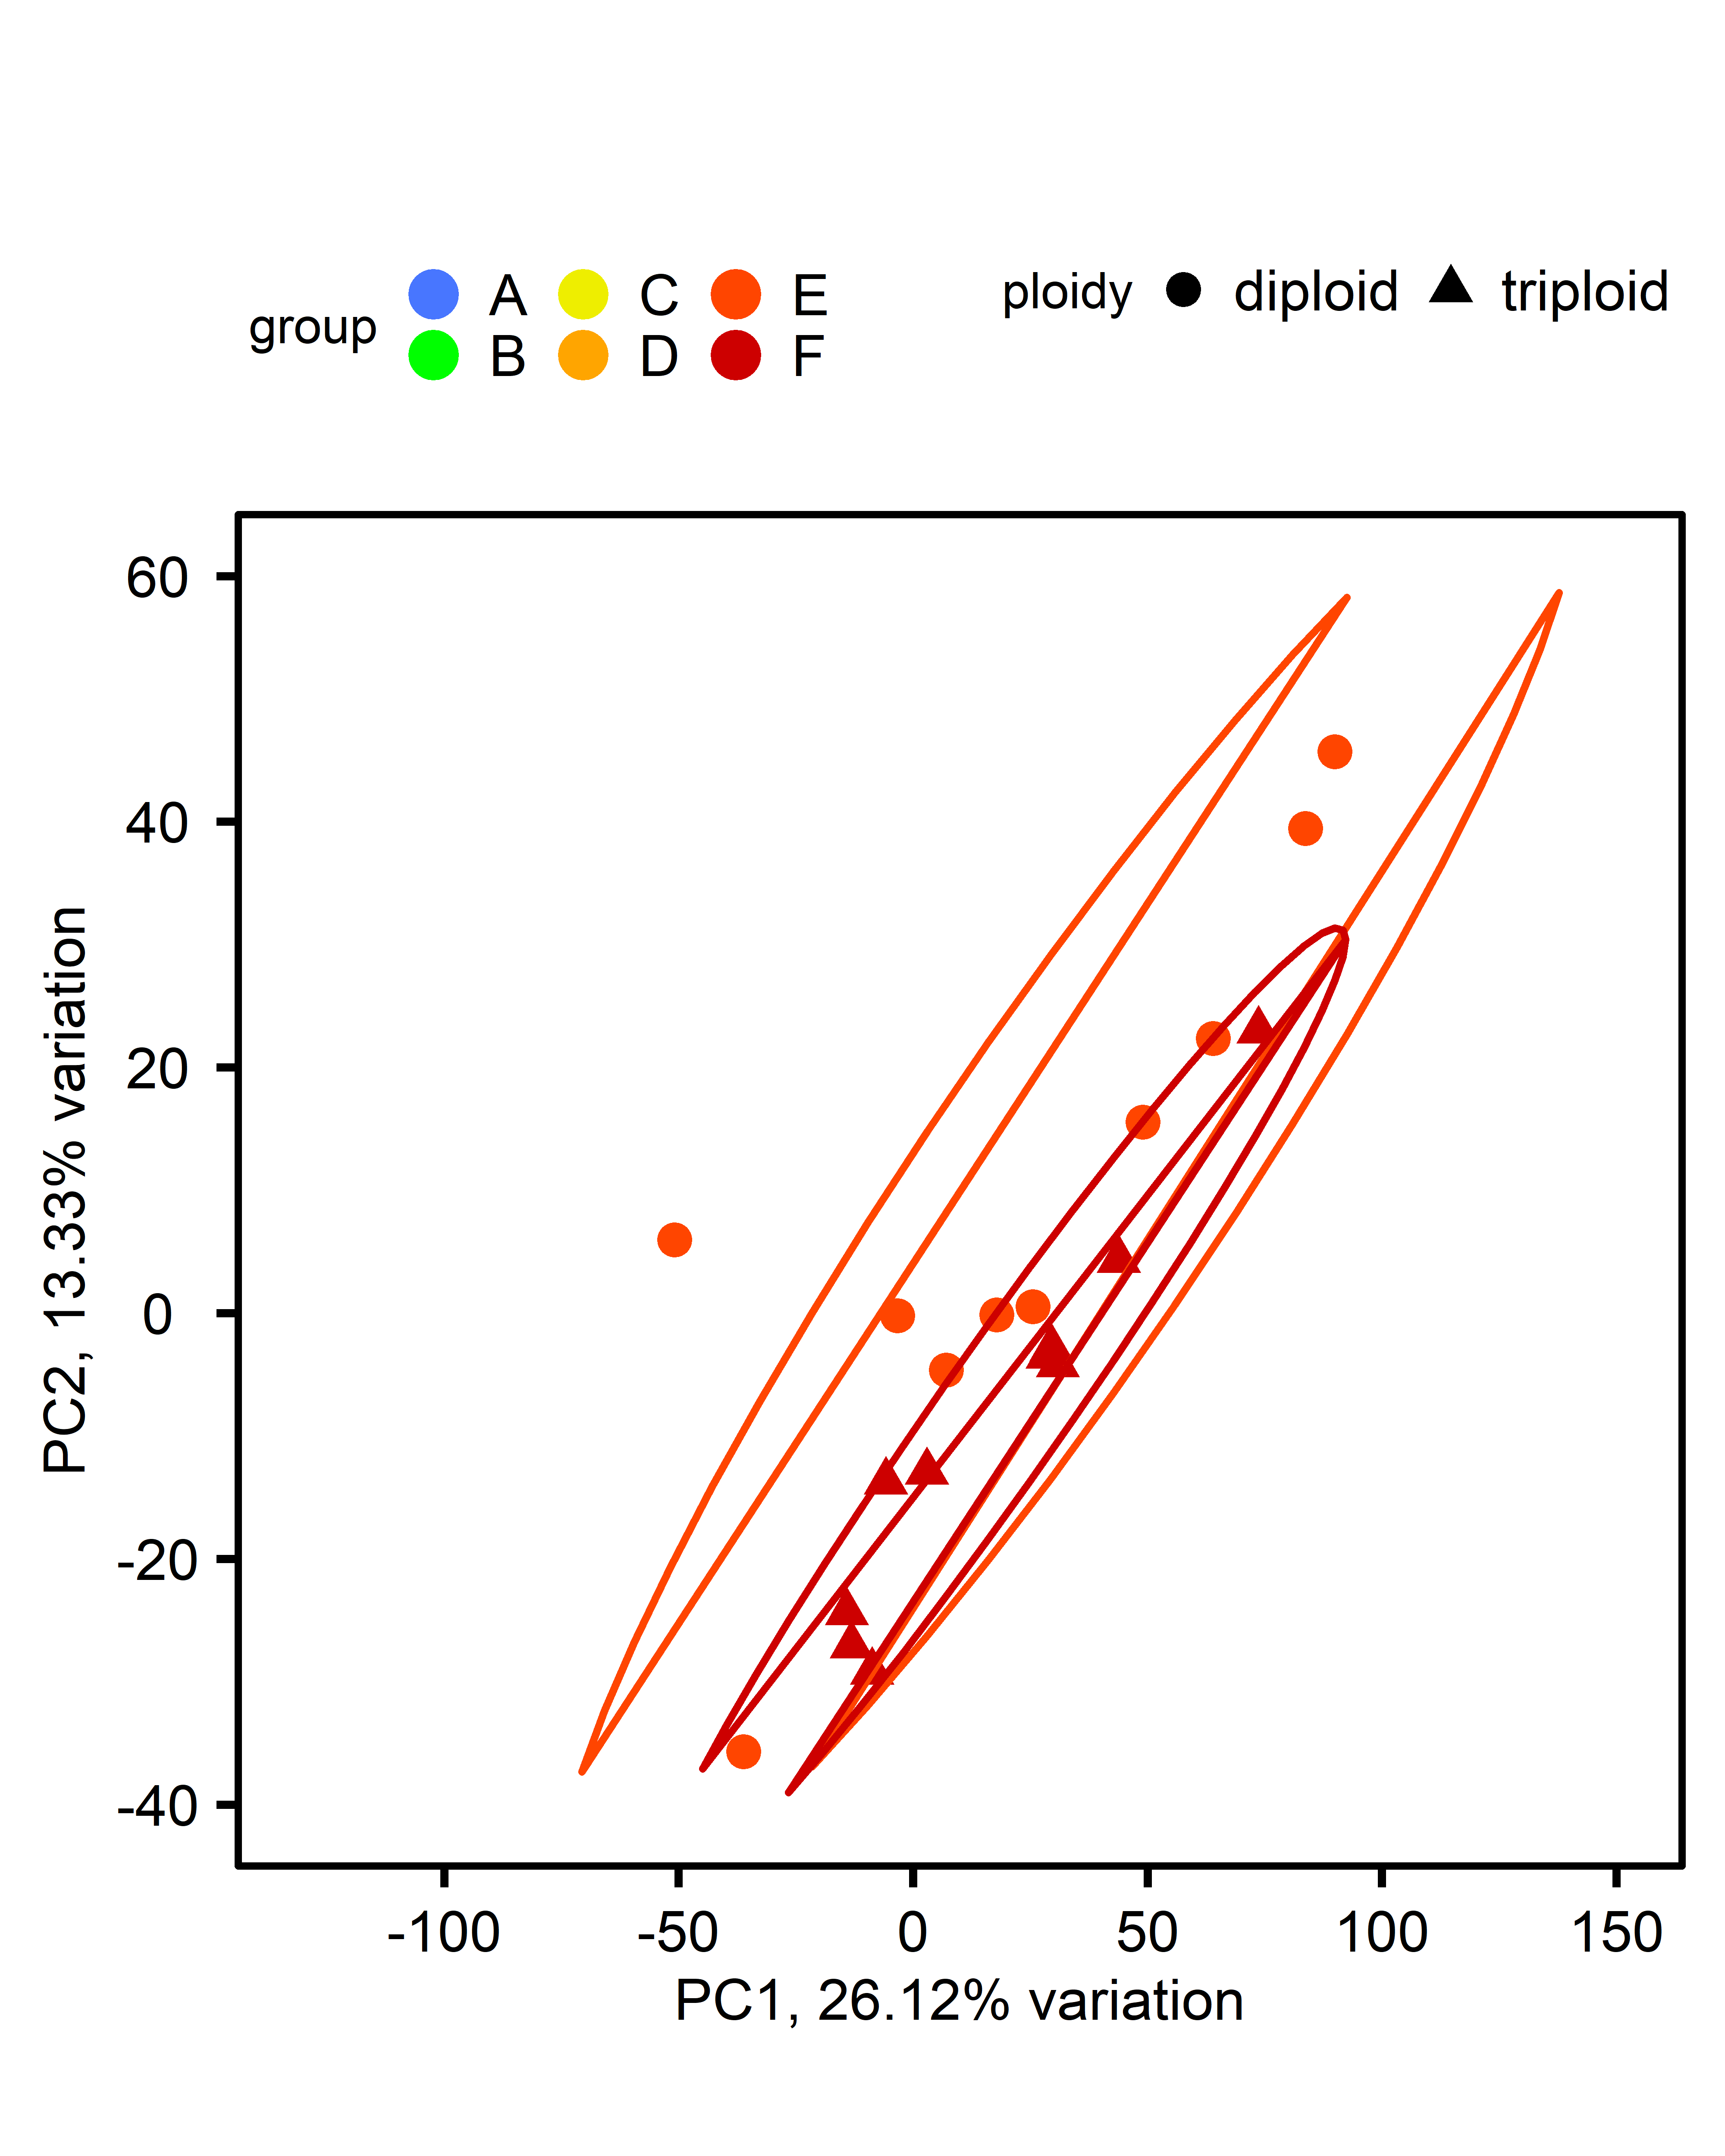 group
A
C
E
B
D
F
ploidy
diploid
triploid
60
40
20
0
-20
-40
PC2, 13.33% variation
-100
-50
0
50
100
150
PC1, 26.12% variation